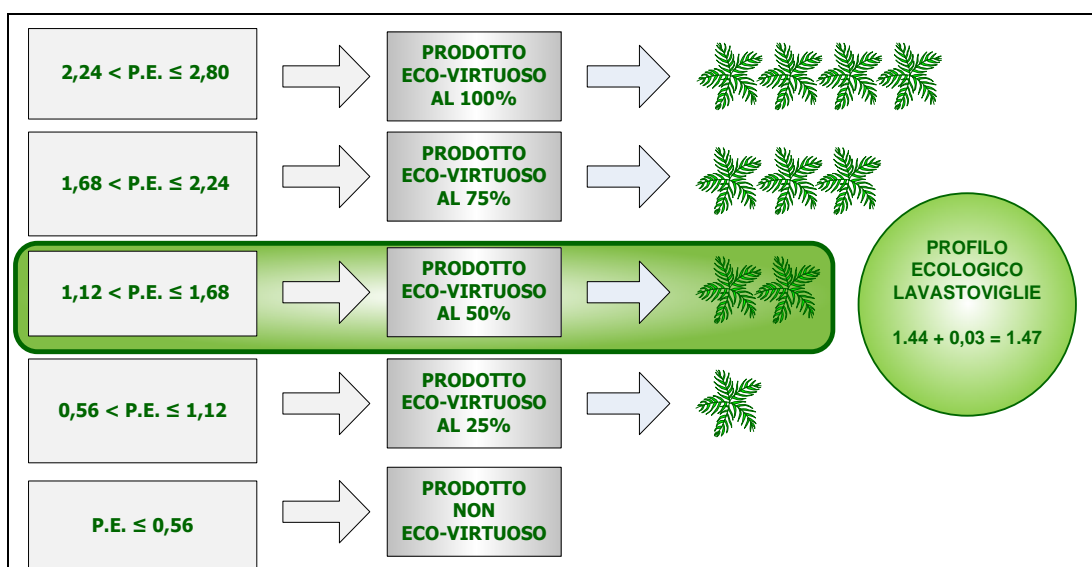 2,24 < P.E. ≤ 2,80
PRODOTTO
ECO-VIRTUOSO
AL 100%
1,68 < P.E. ≤ 2,24
PRODOTTO
ECO-VIRTUOSO
AL 75%
1,12 < P.E. ≤ 1,68
PRODOTTO
ECO-VIRTUOSO
AL 50%
PROFILO
ECOLOGICO
LAVASTOVIGLIE
1.44 + 0,03 = 1.47
0,56 < P.E. ≤ 1,12
PRODOTTO
ECO-VIRTUOSO
AL 25%
P.E. ≤ 0,56
PRODOTTO
NON
ECO-VIRTUOSO